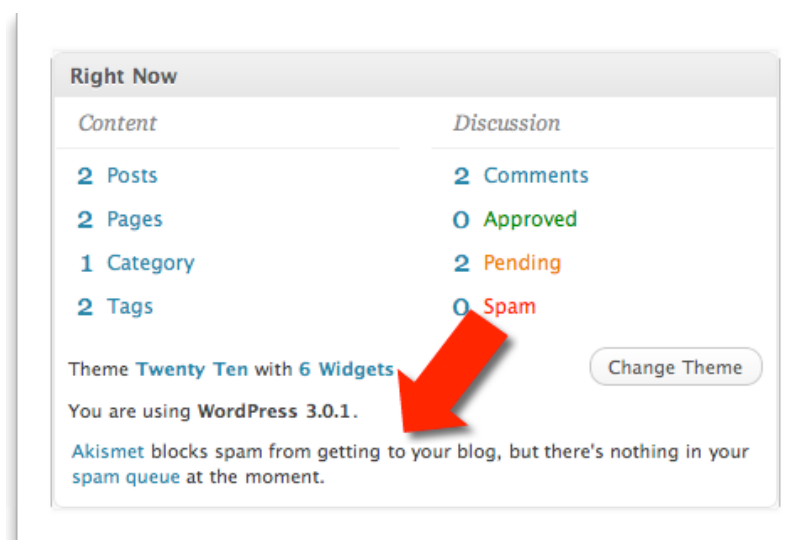 Right Now
Content
Discussion
2 Posts
2 Comments
2 Pages
0 Approved
1 Category
2 Pending
2 Tags
0 Spam
Theme Twenty Ten with 6 Widgets
Change Theme
You are using WordPress 3.0.1.
Akismet blocks spam from getting to your blog, but there's nothing in your
spam queue at the moment.